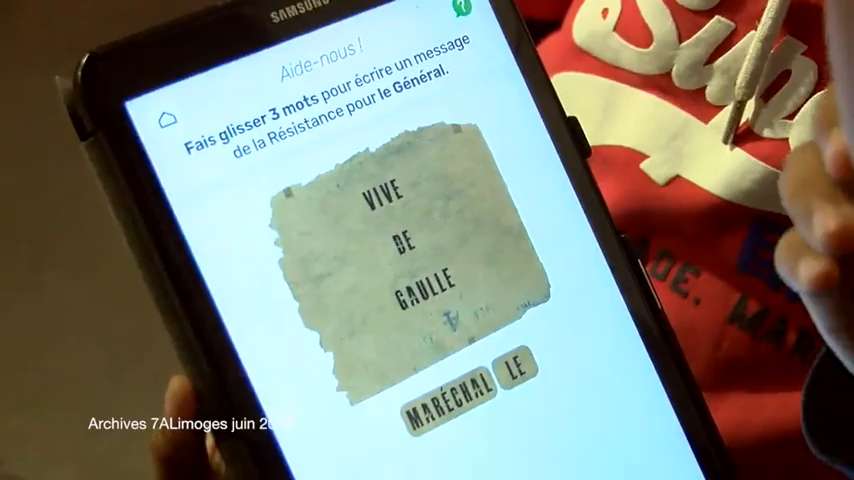 SAMSUNG
?
Aide-nous !
Fais glisser 3 mots pour écrire un message
de la Résistance pour le Général.
VIVE
DE
GAULLE
MARÉCHAL LE
Archives 7ALimoges juin